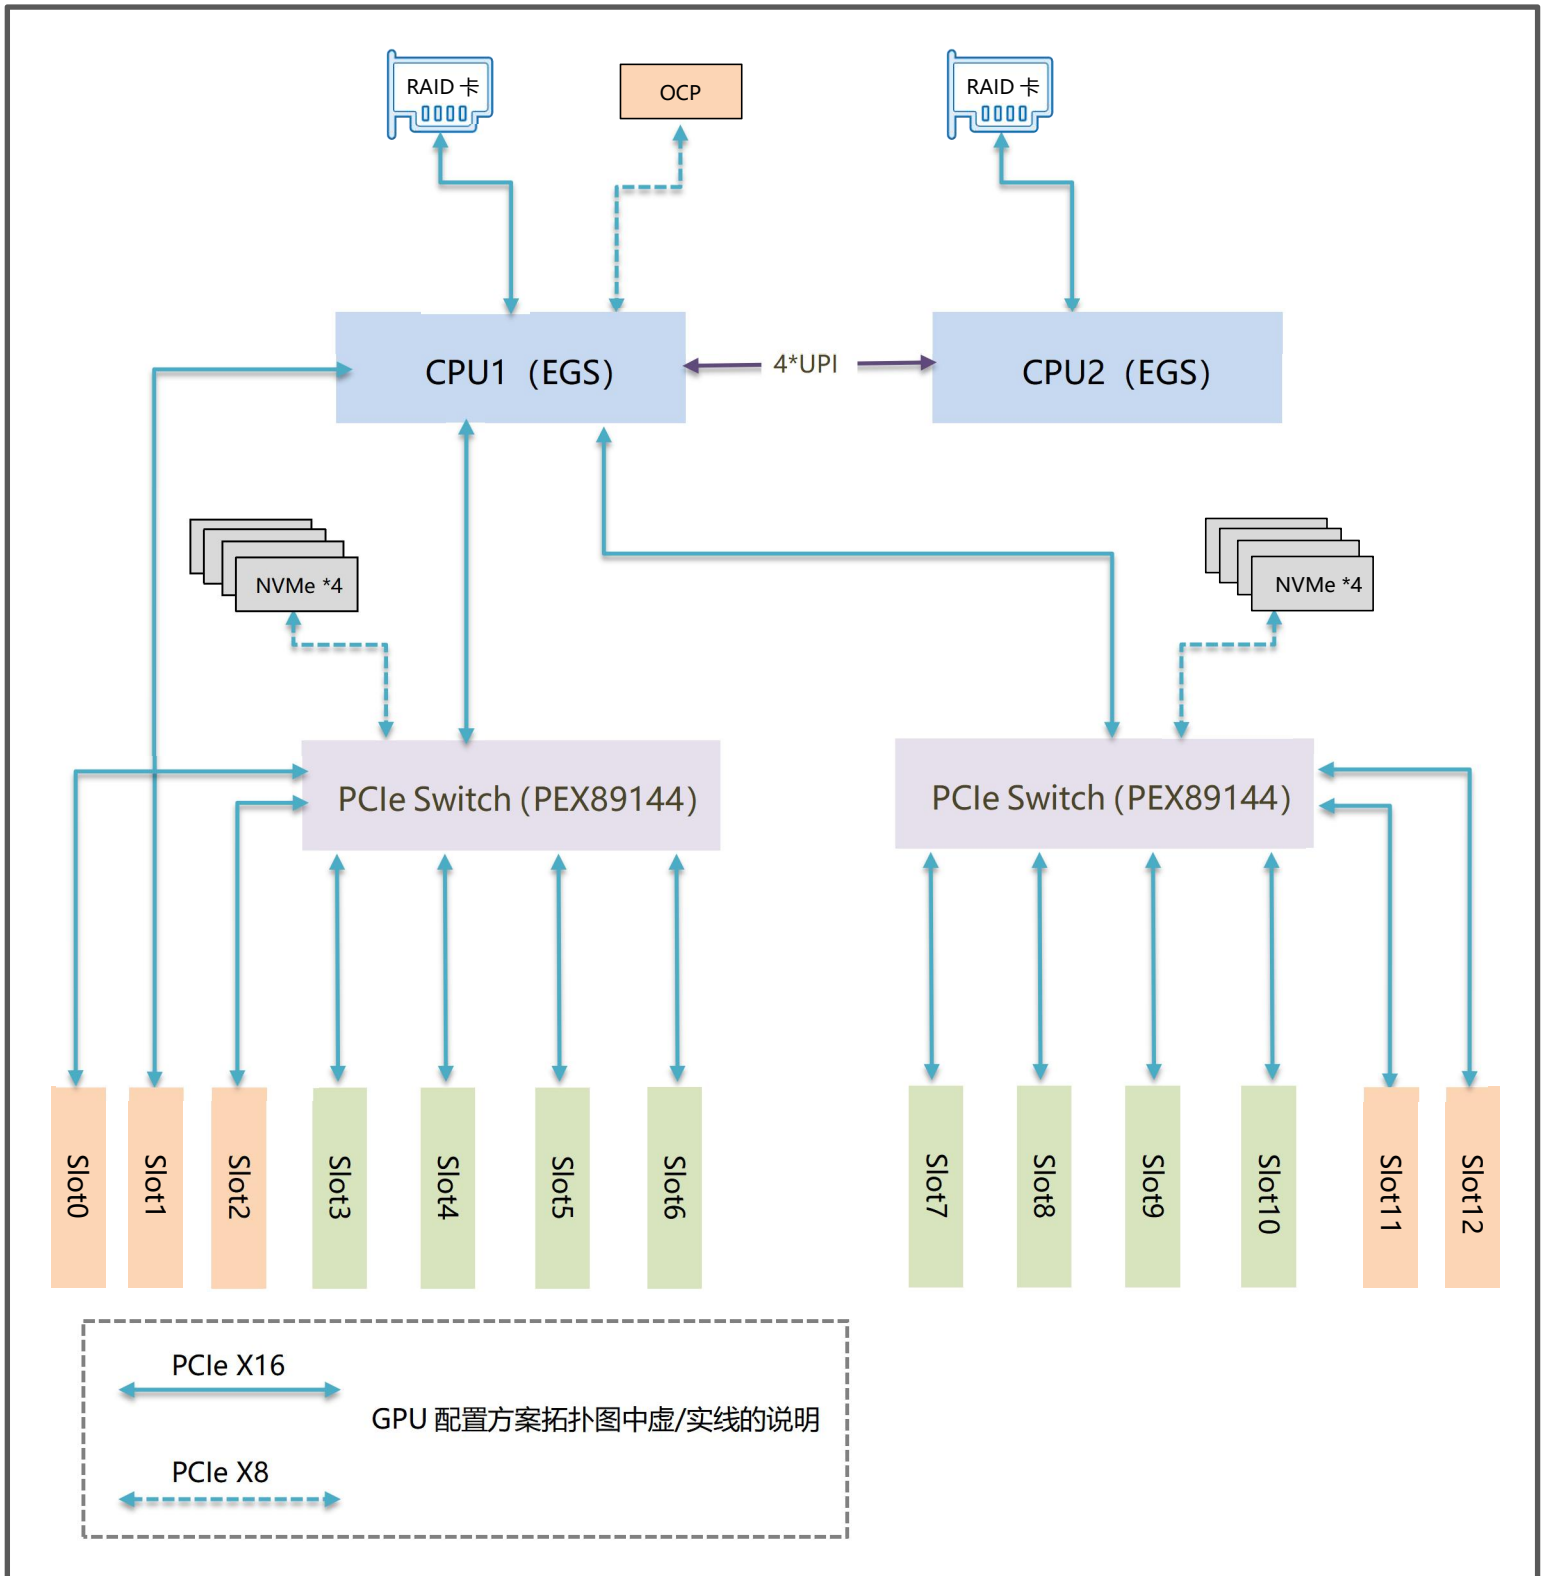 RAID 卡
OCP
RAID 卡
CPU1（EGS）
4*UPI
CPU2（EGS）
NVMe *4
NVMe *4
PCIe Switch（PEX89144）
PCIe Switch（PEX89144）
Slot0
Slot1
Slot2
Slot3
Slot4
Slot5
Slot6
Slot7
Slot8
Slot9
Slot10
Slot11
Slot12
PCIe X16
GPU 配置方案拓扑图中虚/实线的说明
PCIe X8